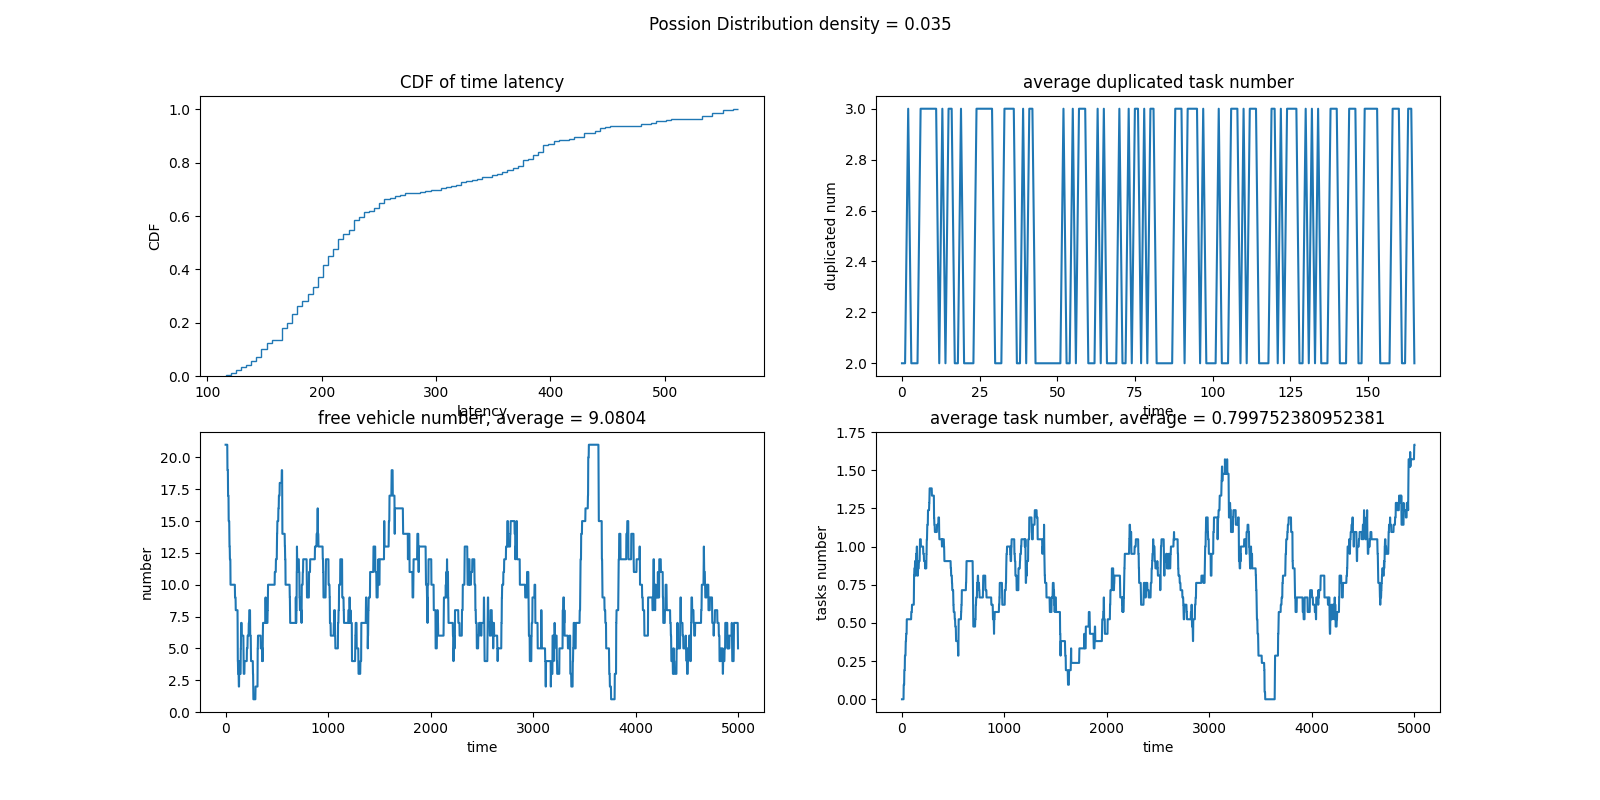 Possion Distribution density = 0.035
CDF of time latency
1.0
0.8
0.6
0.4
0.2
0.0
CDF
100 200 300 400 500
latency
average duplicated task number
3.0
2.8
2.6
2.4
2.2
2.0
duplicated num
0 25 50 75 100 125 150
time
free vehicle number, average = 9.0804
20.0
17.5
15.0
12.5
10.0
7.5
5.0
2.5
0.0
number
0 1000 2000 3000 4000 5000
time
average task number, average = 0.799752380952381
1.75
1.50
1.25
1.00
0.75
0.50
0.25
0.00
tasks number
0 1000 2000 3000 4000 5000
time